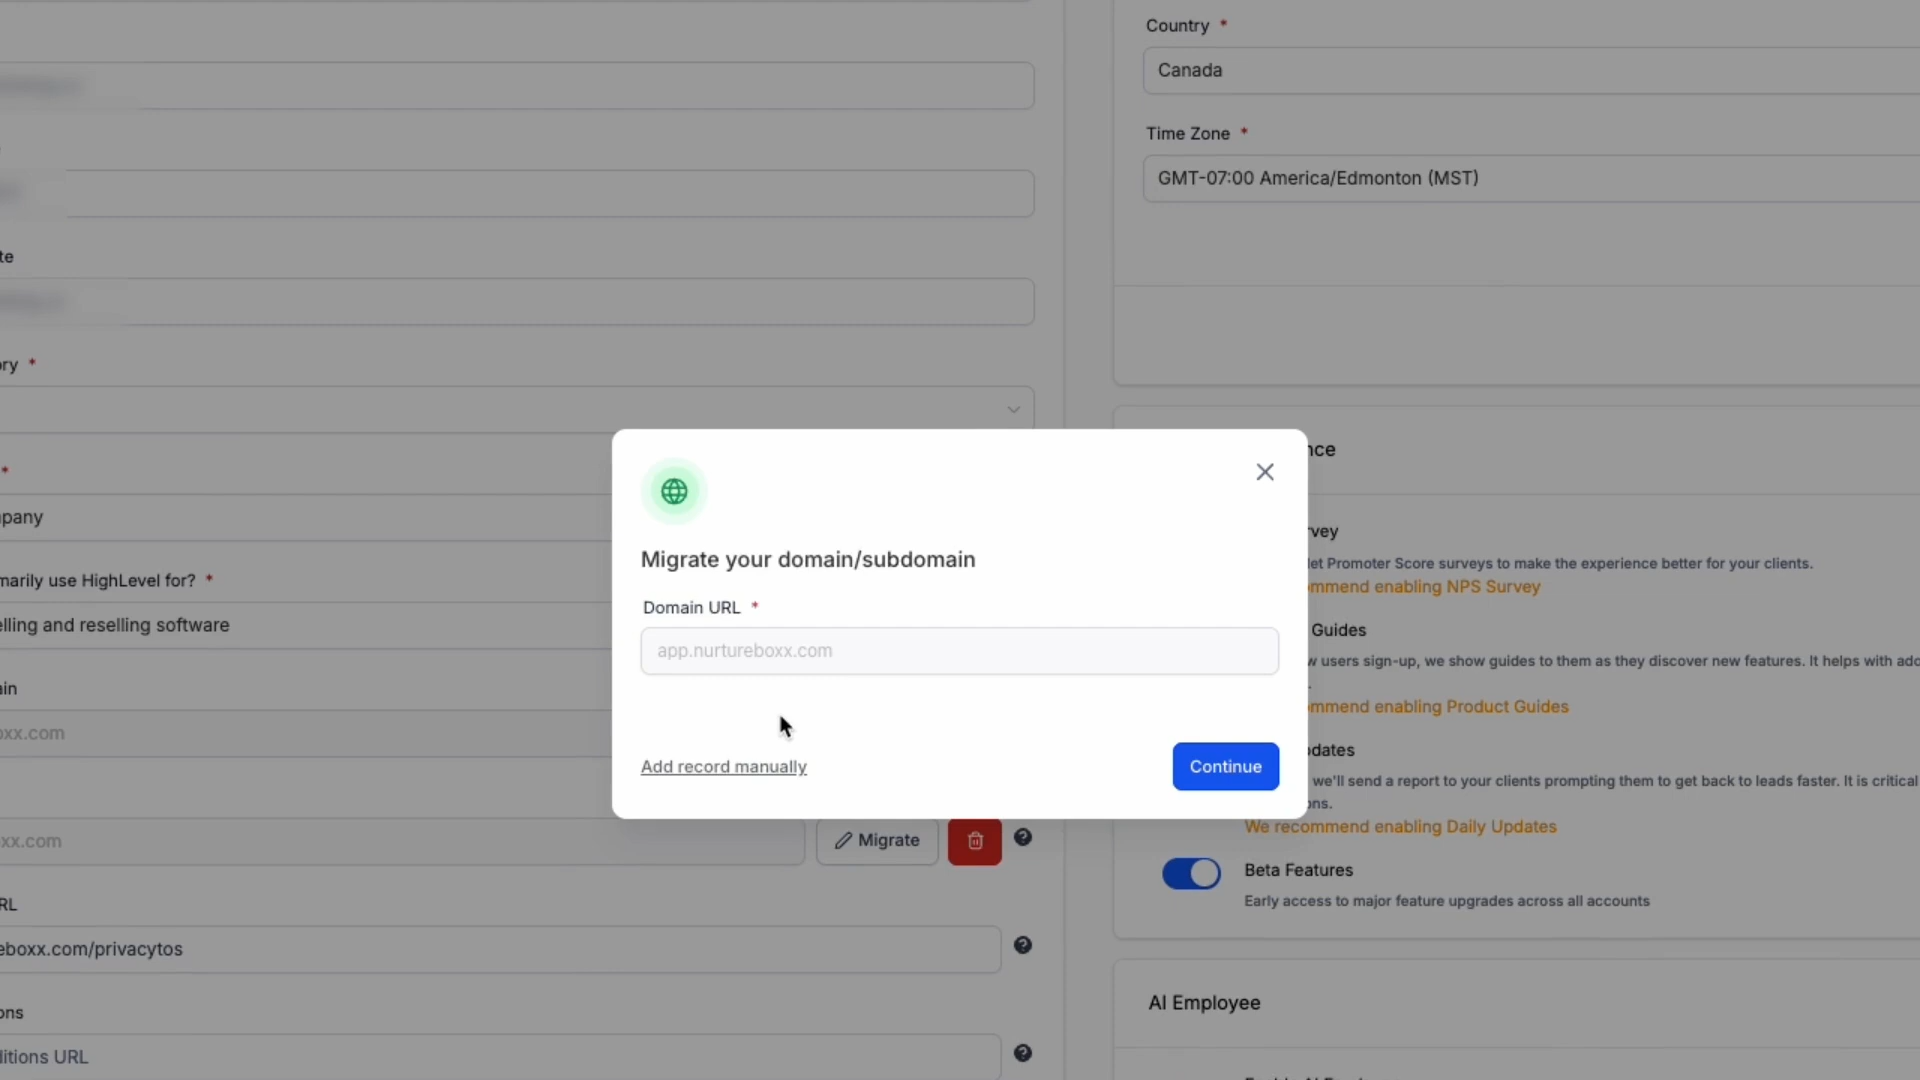 Country *
Canada
Time Zone *
GMT-07:00 America/Edmonton (MST)
te
ory *
*
pany
marily use HighLevel for? *
elling and reselling software
ain
oxx.com
xx.com
Migrate
RL
eboxx.com/privacytos
ons
ditions URL
Migrate your domain/subdomain
Domain URL *
app.nurtureboxx.com
Add record manually
Continue
nce
rvey
let Promoter Score surveys to make the experience better for your clients.
mmend enabling NPS Survey
Guides
w users sign-up, we show guides to them as they discover new features. It helps with ado
.
mmend enabling Product Guides
pdates
we'll send a report to your clients prompting them to get back to leads faster. It is critical
ons.
We recommend enabling Daily Updates
Beta Features
Early access to major feature upgrades across all accounts
AI Employee